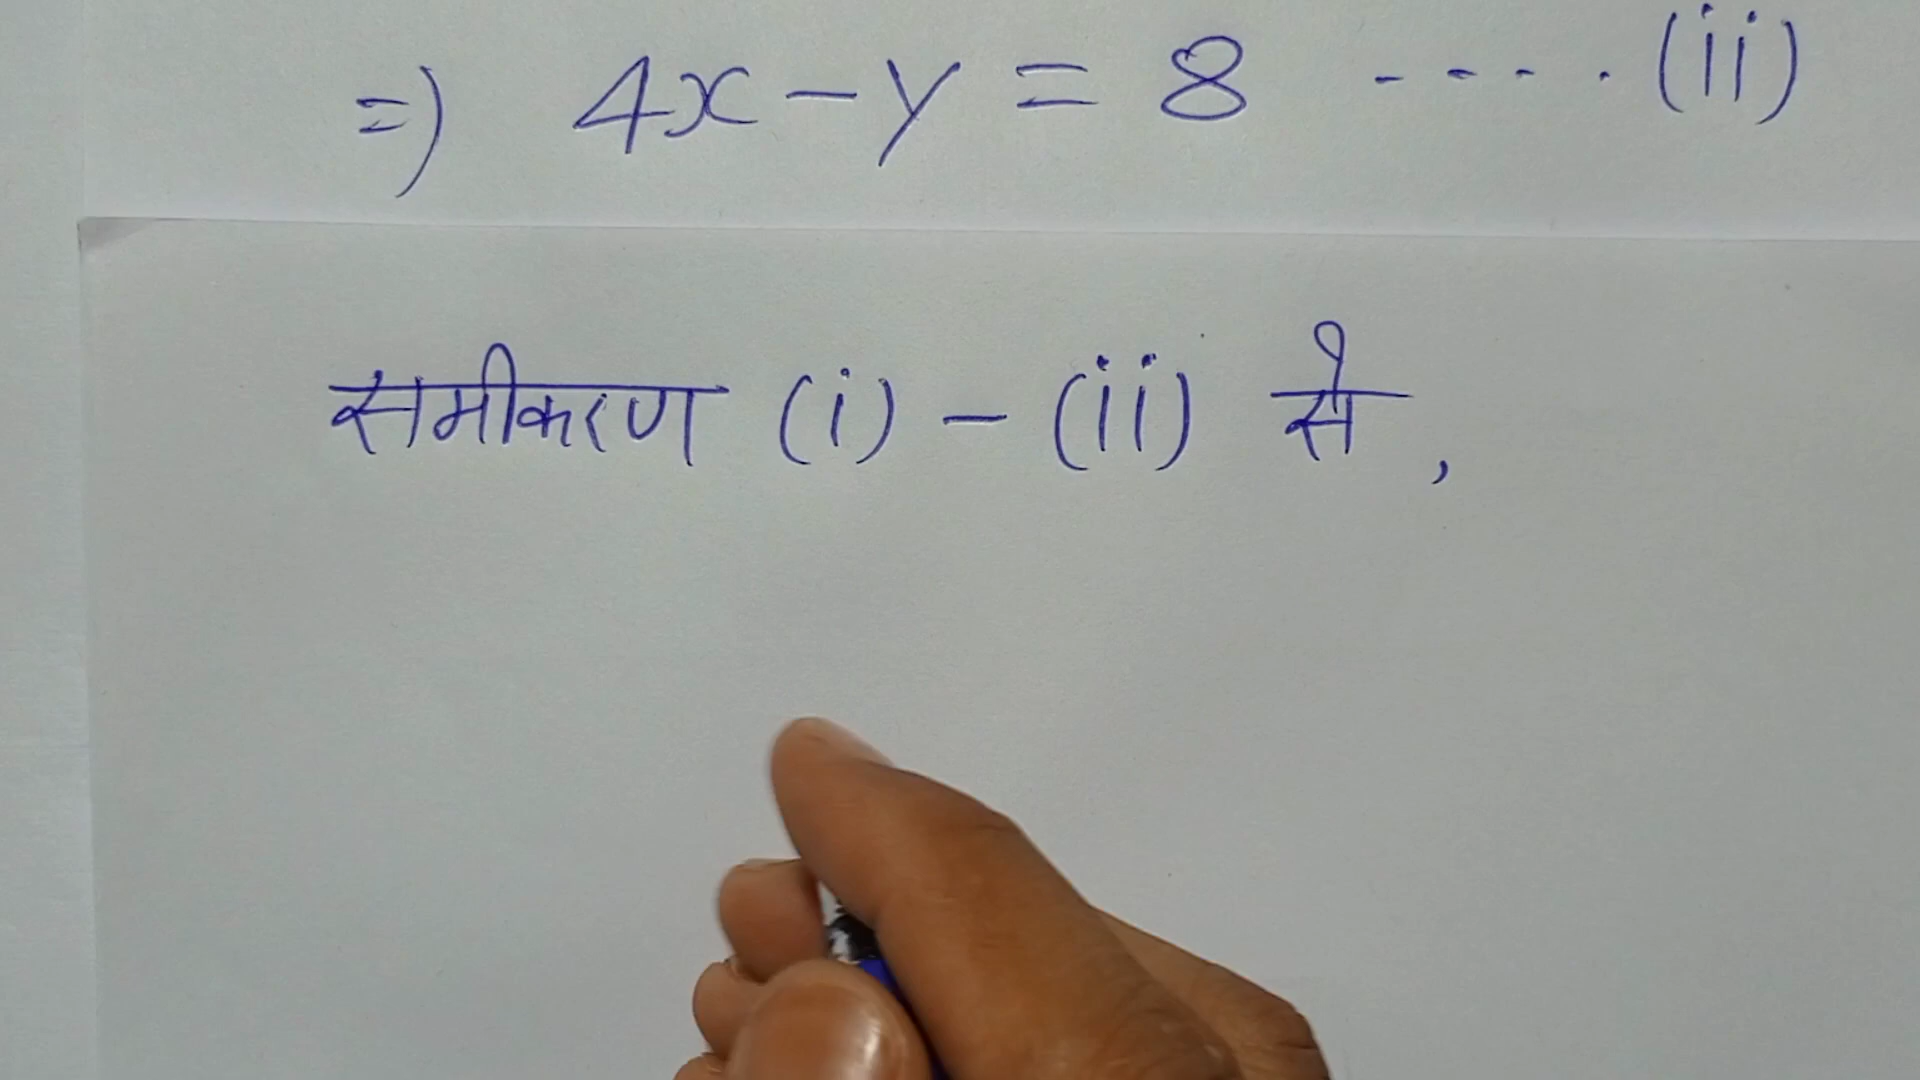 =) 4x - y = 8 - - - . (ii)
समीकरण (i) - (ii) से ,